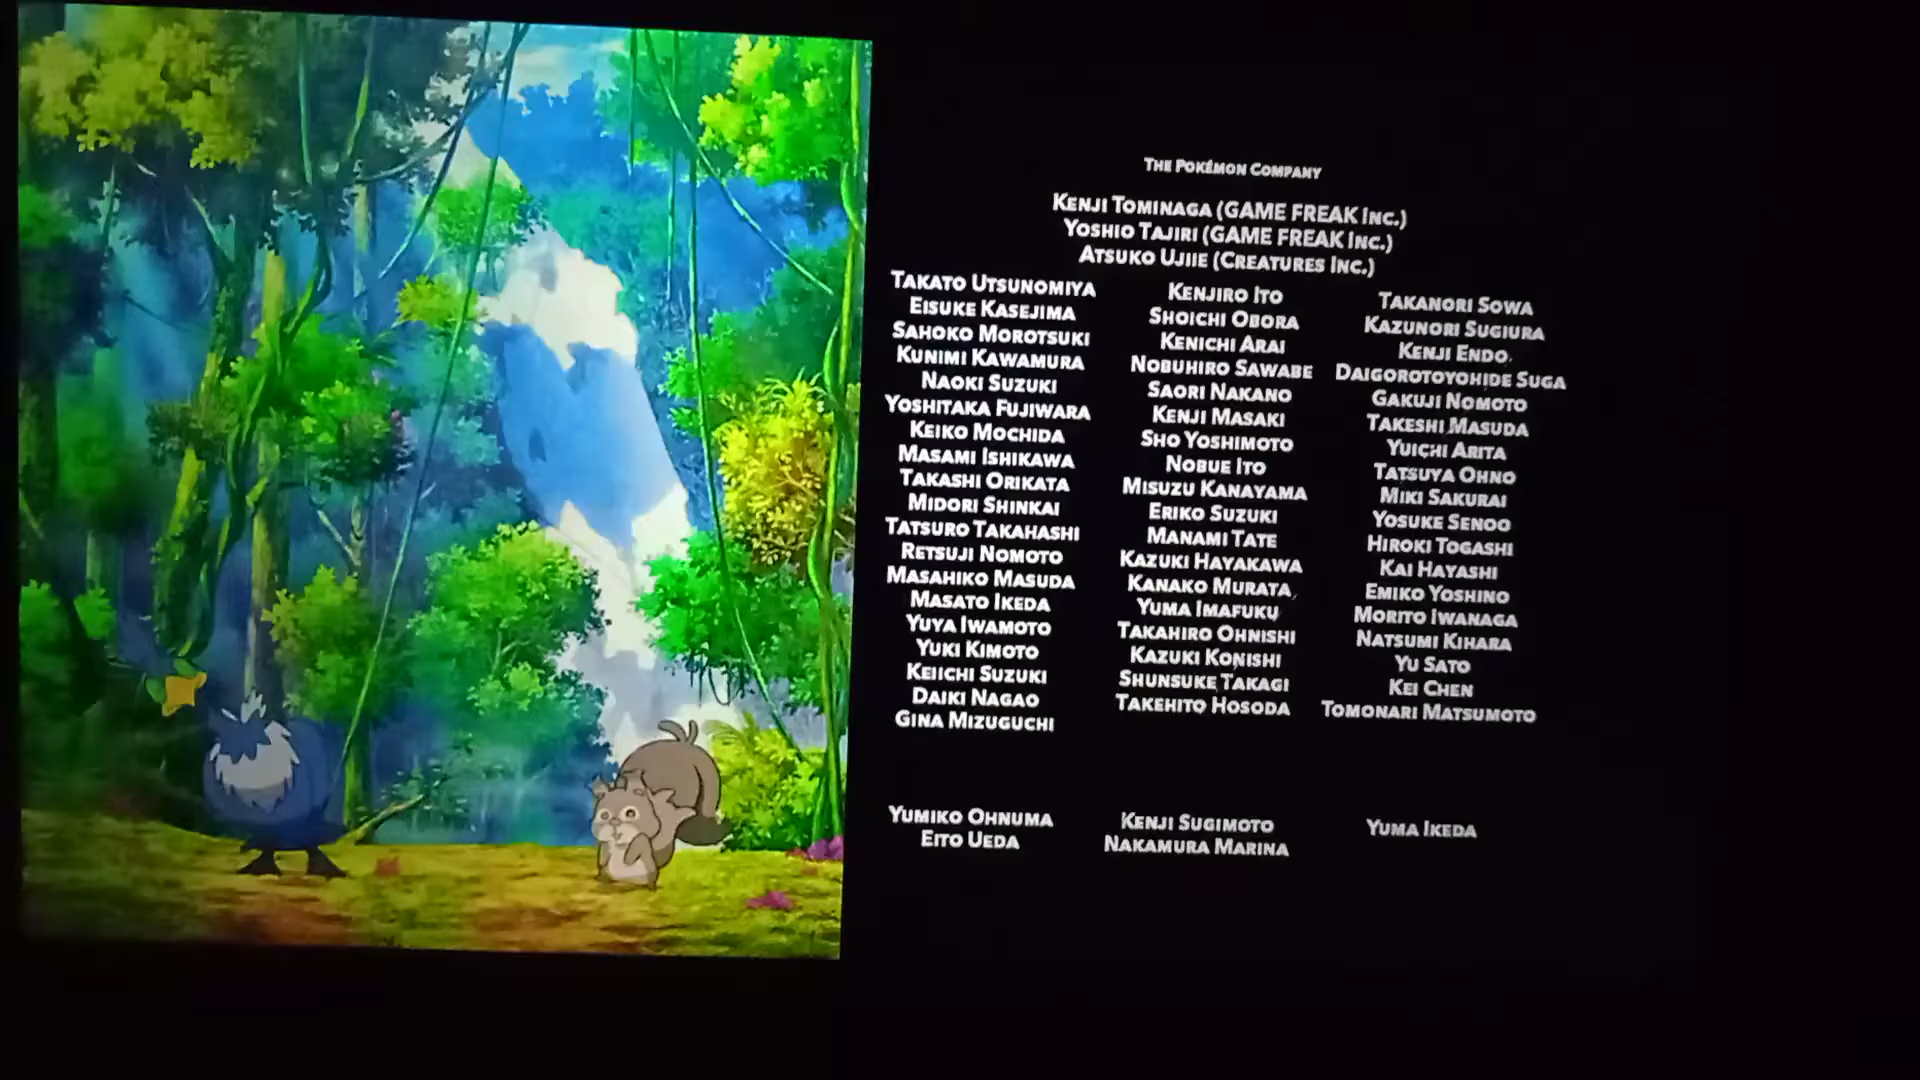 THE POKÉMON COMPANY
KENJI TOMINAGA (GAME FREAK INC.)
YOSHIO TAJIRI (GAME FREAK INC.)
ATSUKO UJIIE (CREATURES INC.)
TAKATO UTSUNOMIYA KENJIRO ITO TAKANORI SOWA
EISUKE KASEJIMA SHOICHI OBORA KAZUNORI SUGIURA
SAHOKO MOROTSUKI KENICHI ARAI KENJI ENDO
KUNIMI KAWAMURA NOBUHIRO SAWABE DAIGOROTOYOHIDE SUGA
NAOKI SUZUKI SAORI NAKANO GAKUJI NOMOTO
YOSHITAKA FUJIWARA KENJI MASAKI TAKESHI MASUDA
KEIKO MOCHIDA SHO YOSHIMOTO YUICHI ARITA
MASAMI ISHIKAWA NOBUE ITO TATSUYA OHNO
TAKASHI ORIKATA MISUZU KANAYAMA MIKI SAKURAI
MIDORI SHINKAI ERIKO SUZUKI YOSUKE SENOO
TATSURO TAKAHASHI MANAMI TATE HIROKI TOGASHI
RETSUJI NOMOTO KAZUKI HAYAKAWA KAI HAYASHI
MASAHIKO MASUDA KANAKO MURATA EMIKO YOSHINO
MASATO IKEDA YUMA IMAFUKU MORITO IWANAGA
YUYA IWAMOTO TAKAHIRO OHNISHI NATSUMI KIHARA
YUKI KIMOTO KAZUKI KONISHI YU SATO
KEIICHI SUZUKI SHUNSUKE TAKAGI KEI CHEN
DAIKI NAGAO TAKEHITO HOSODA TOMONARI MATSUMOTO
GINA MIZUGUCHI
YUMIKO OHNUMA KENJI SUGIMOTO YUMA IKEDA
EITO UEDA NAKAMURA MARINA